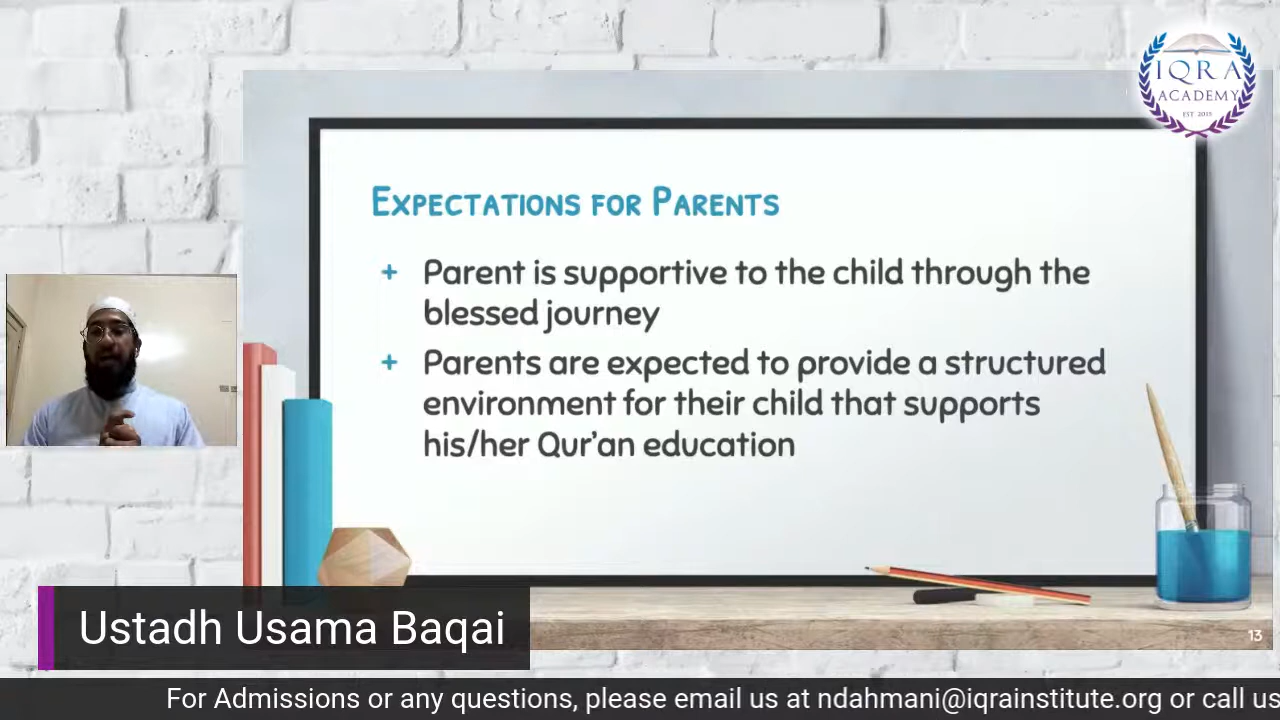 IQRA
ACADEMY
EST 2015
EXPECTATIONS FOR PARENTS
+ Parent is supportive to the child through the
blessed journey
+ Parents are expected to provide a structured
environment for their child that supports
his/her Qur'an education
13
Ustadh Usama Baqai
For Admissions or any questions, please email us at ndahmani@iqrainstitute.org or call us